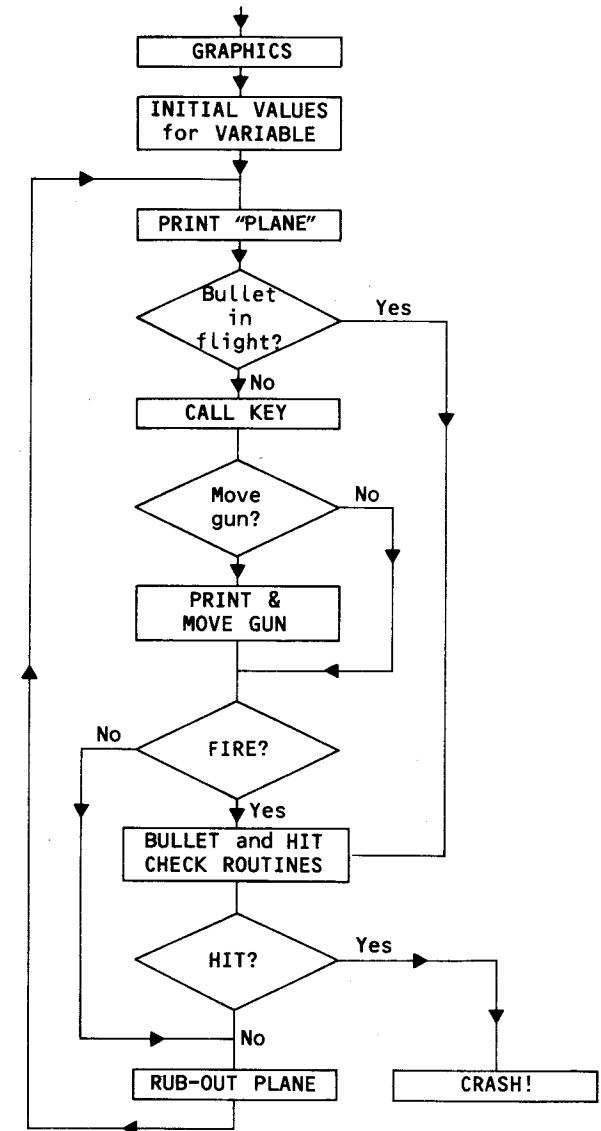 GRAPHICS
INITIAL VALUES
for VARIABLE
PRINT "PLANE"
Bullet
in
flight?
Yes
No
CALL KEY
Move
gun?
No
PRINT &
MOVE GUN
No
FIRE?
Yes
BULLET and HIT
CHECK ROUTINES
HIT?
Yes
No
RUB-OUT PLANE
CRASH!